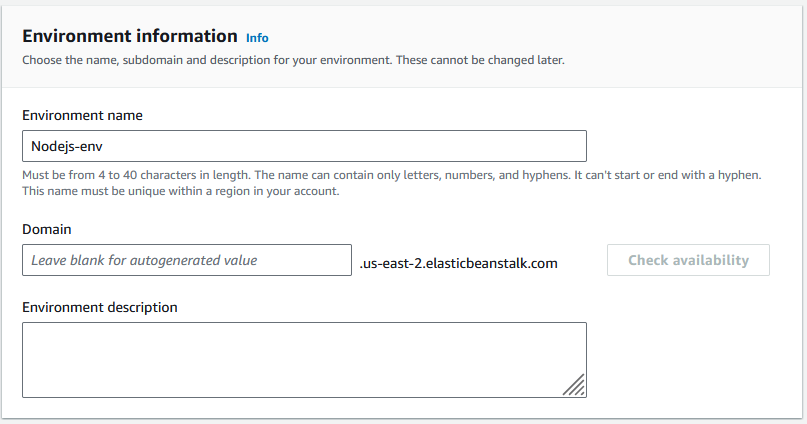 Environment information Info
Choose the name, subdomain and description for your environment. These cannot be changed later.
Environment name
Nodejs-env
Must be from 4 to 40 characters in length. The name can contain only letters, numbers, and hyphens. It can't start or end with a hyphen.
This name must be unique within a region in your account.
Domain
Leave blank for autogenerated value .us-east-2.elasticbeanstalk.com Check availability
Environment description